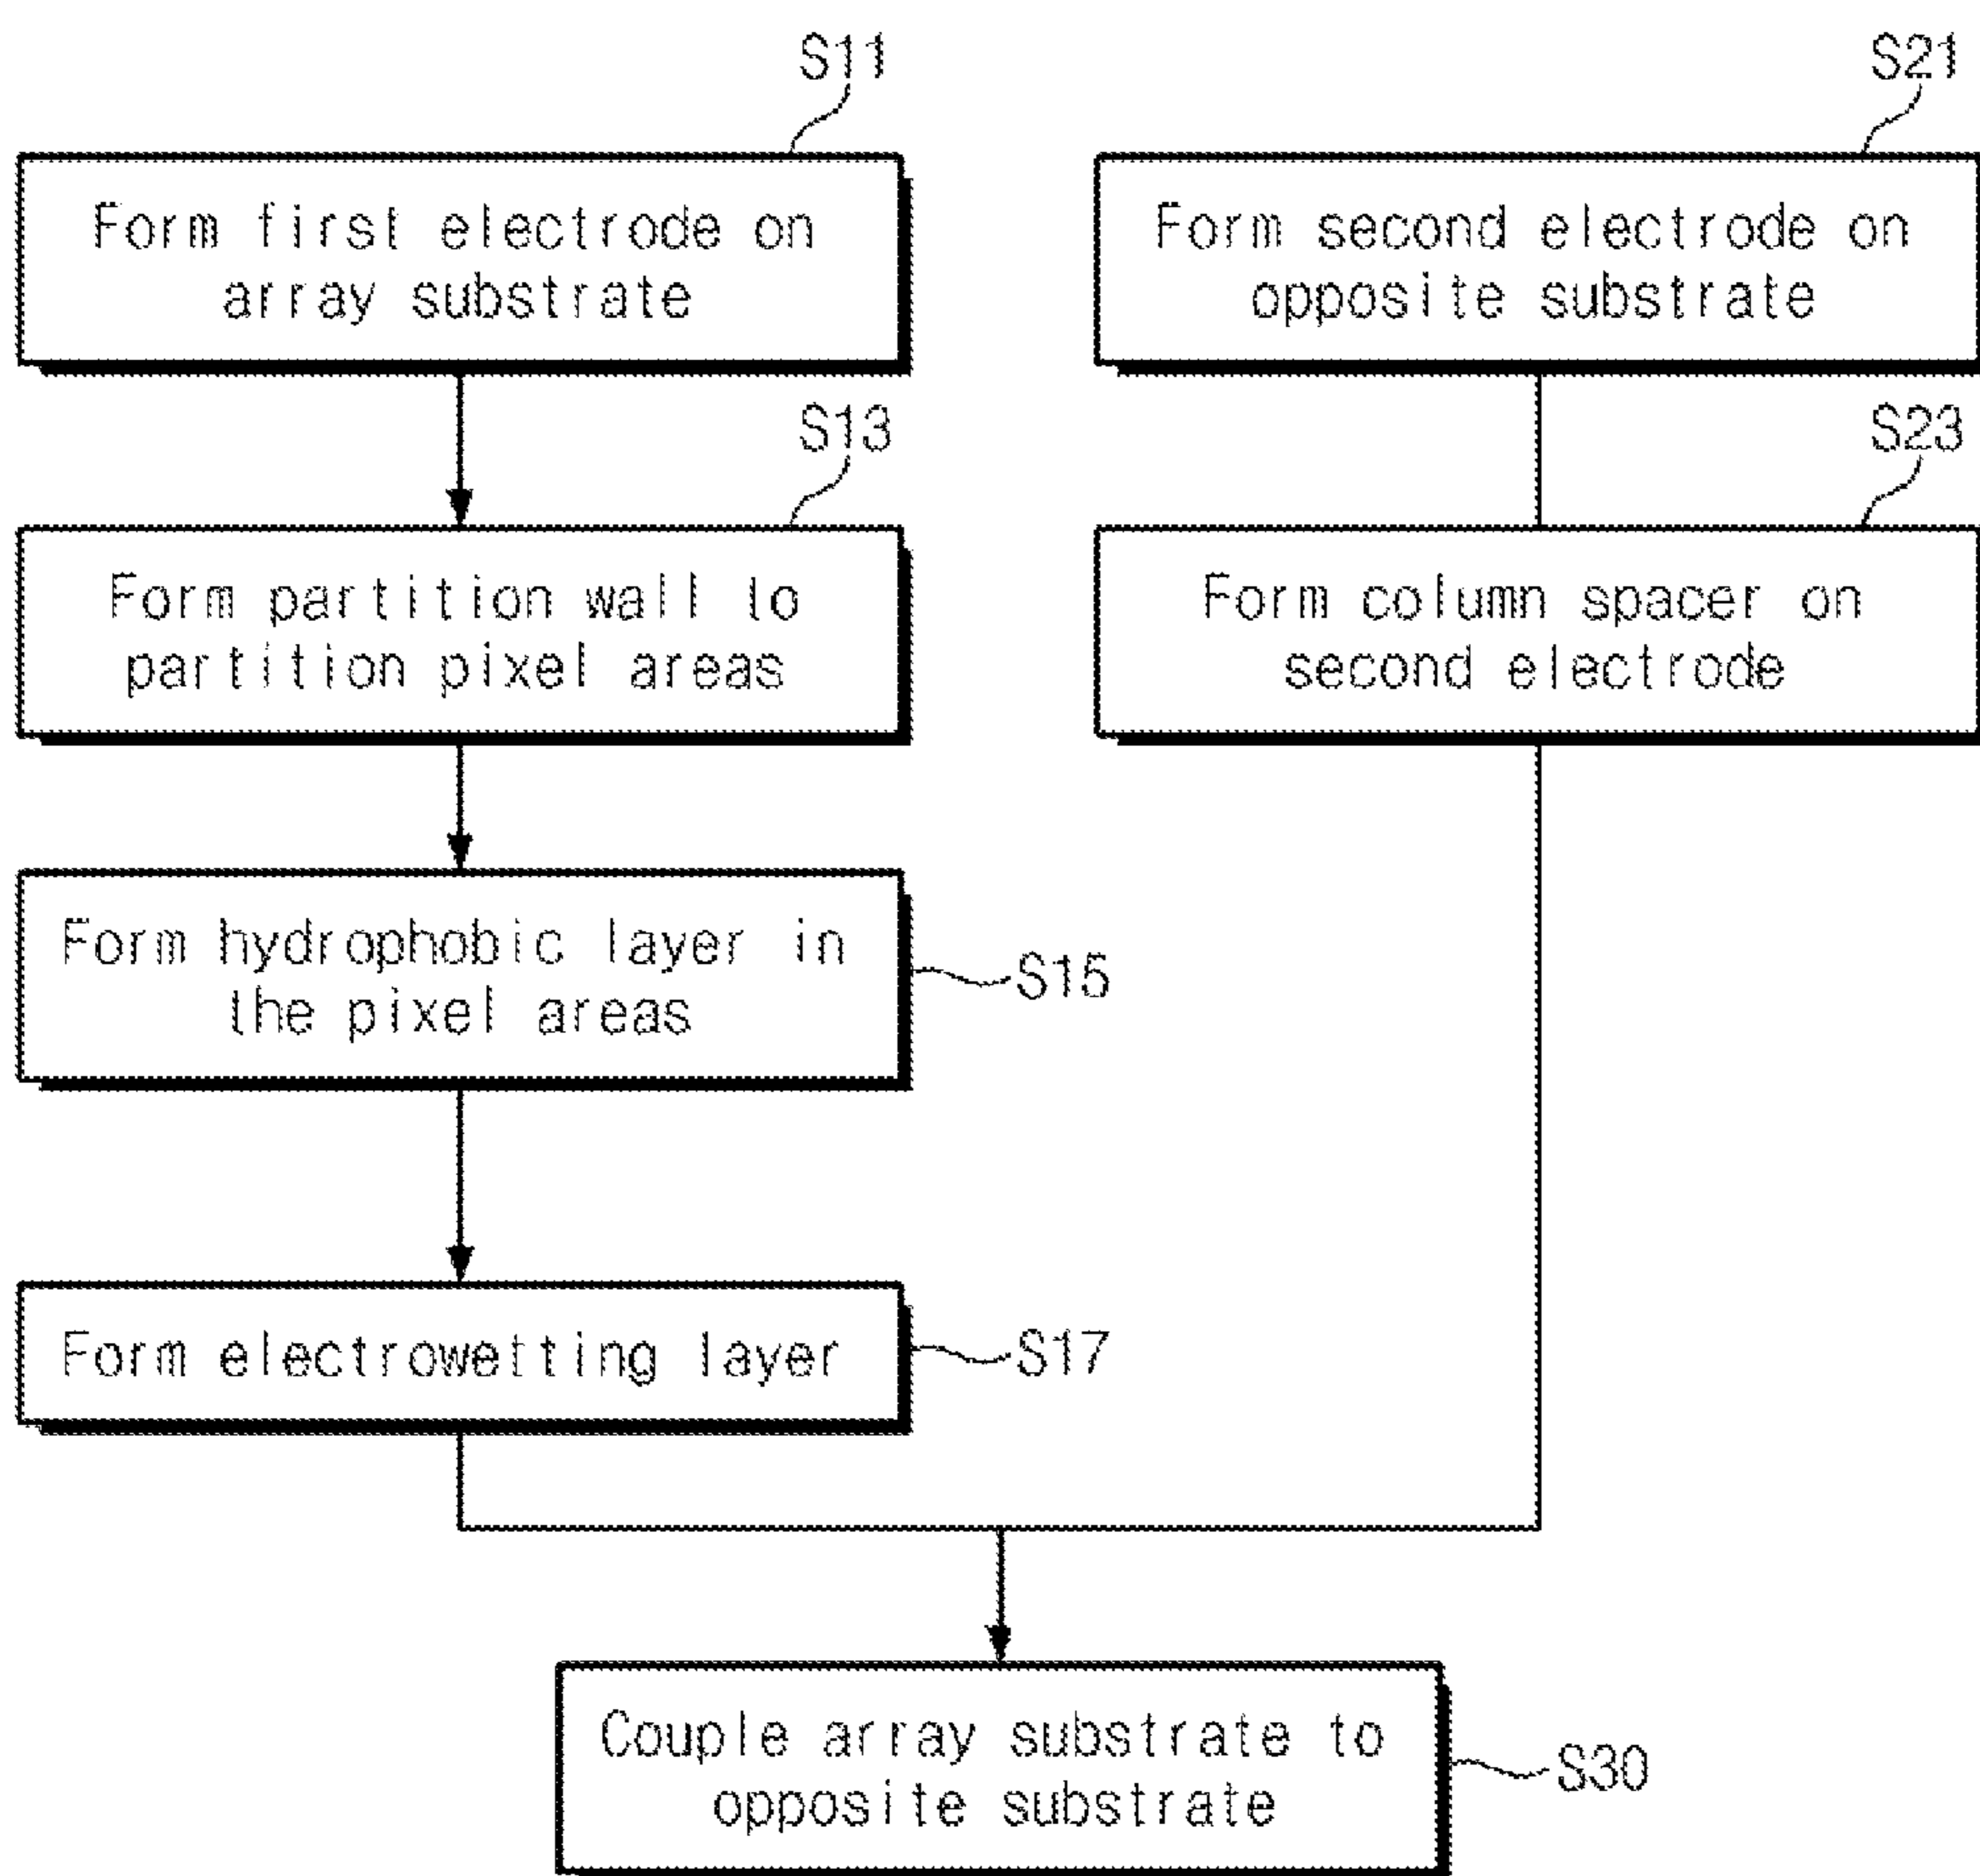 S11
Form first electrode on
array substrate
S13
Form partition wall to
partition pixel areas
Form hydrophobic layer in
the pixel areas
S15
Form electrowetting layer
S17
S21
Form second electrode on
opposite substrate
S23
Form column spacer on
second electrode
Couple array substrate to
opposite substrate
S30